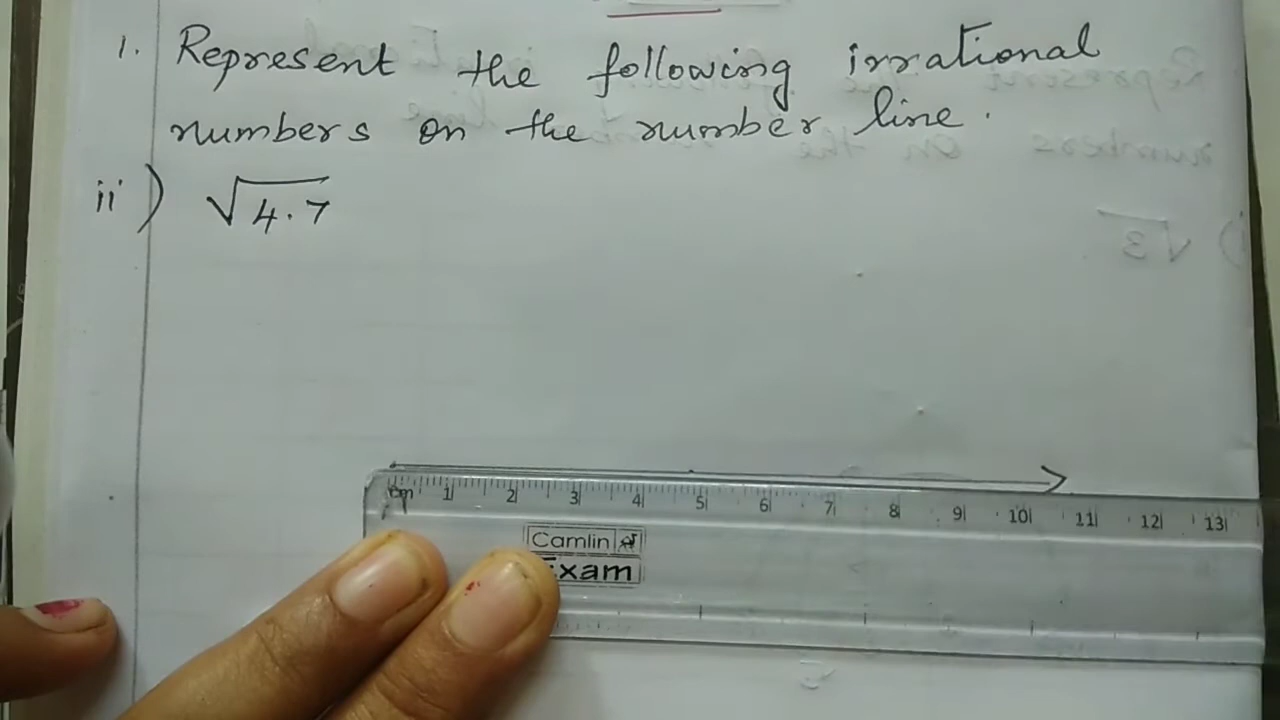 1. Represent the following irrational
numbers on the number line.
ii) √4.7
cm 1 2 3 4 5 6 7 8 9 10 11 12 13
Camlin
Exam